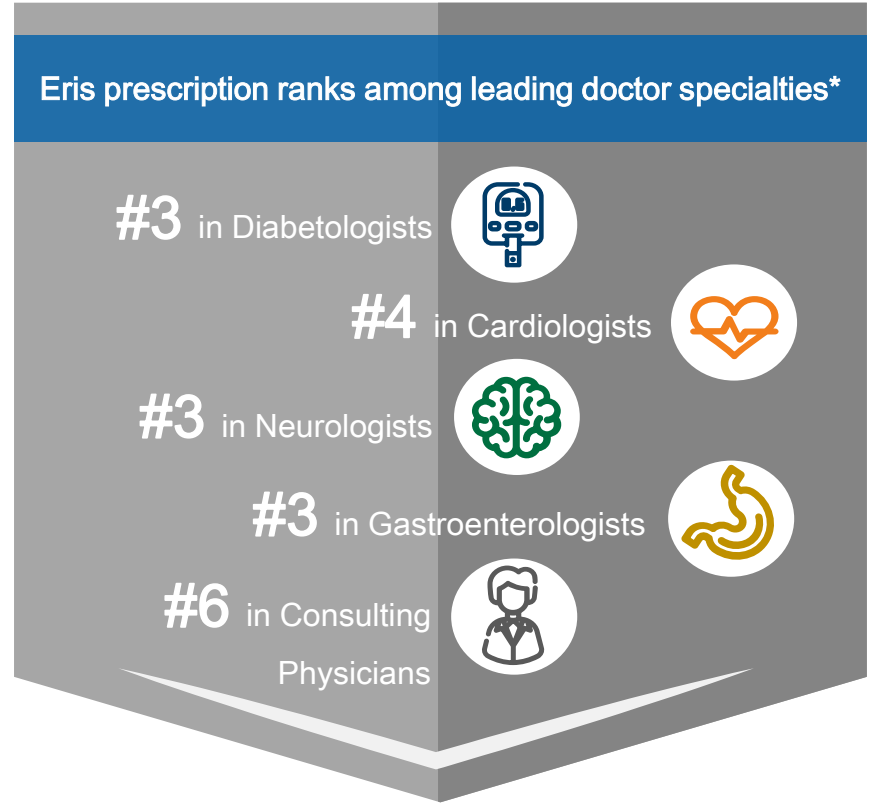 Eris prescription ranks among leading doctor specialties*
#3 in Diabetologists
#4 in Cardiologists
#3 in Neurologists
#3 in Gastroenterologists
#6 in Consulting
Physicians